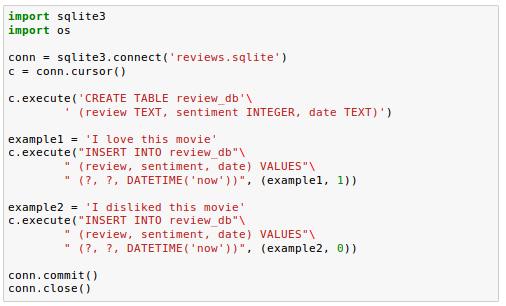 import sqlite3
import os
conn = sqlite3.connect('reviews.sqlite')
c = conn.cursor()
c.execute('CREATE TABLE review_db'\
        ' (review TEXT, sentiment INTEGER, date TEXT)')
example1 = 'I love this movie'
c.execute("INSERT INTO review_db"\
        " (review, sentiment, date) VALUES"\
        " (?, ?, DATETIME('now'))", (example1, 1))
example2 = 'I disliked this movie'
c.execute("INSERT INTO review_db"\
        " (review, sentiment, date) VALUES"\
        " (?, ?, DATETIME('now'))", (example2, 0))
conn.commit()
conn.close()